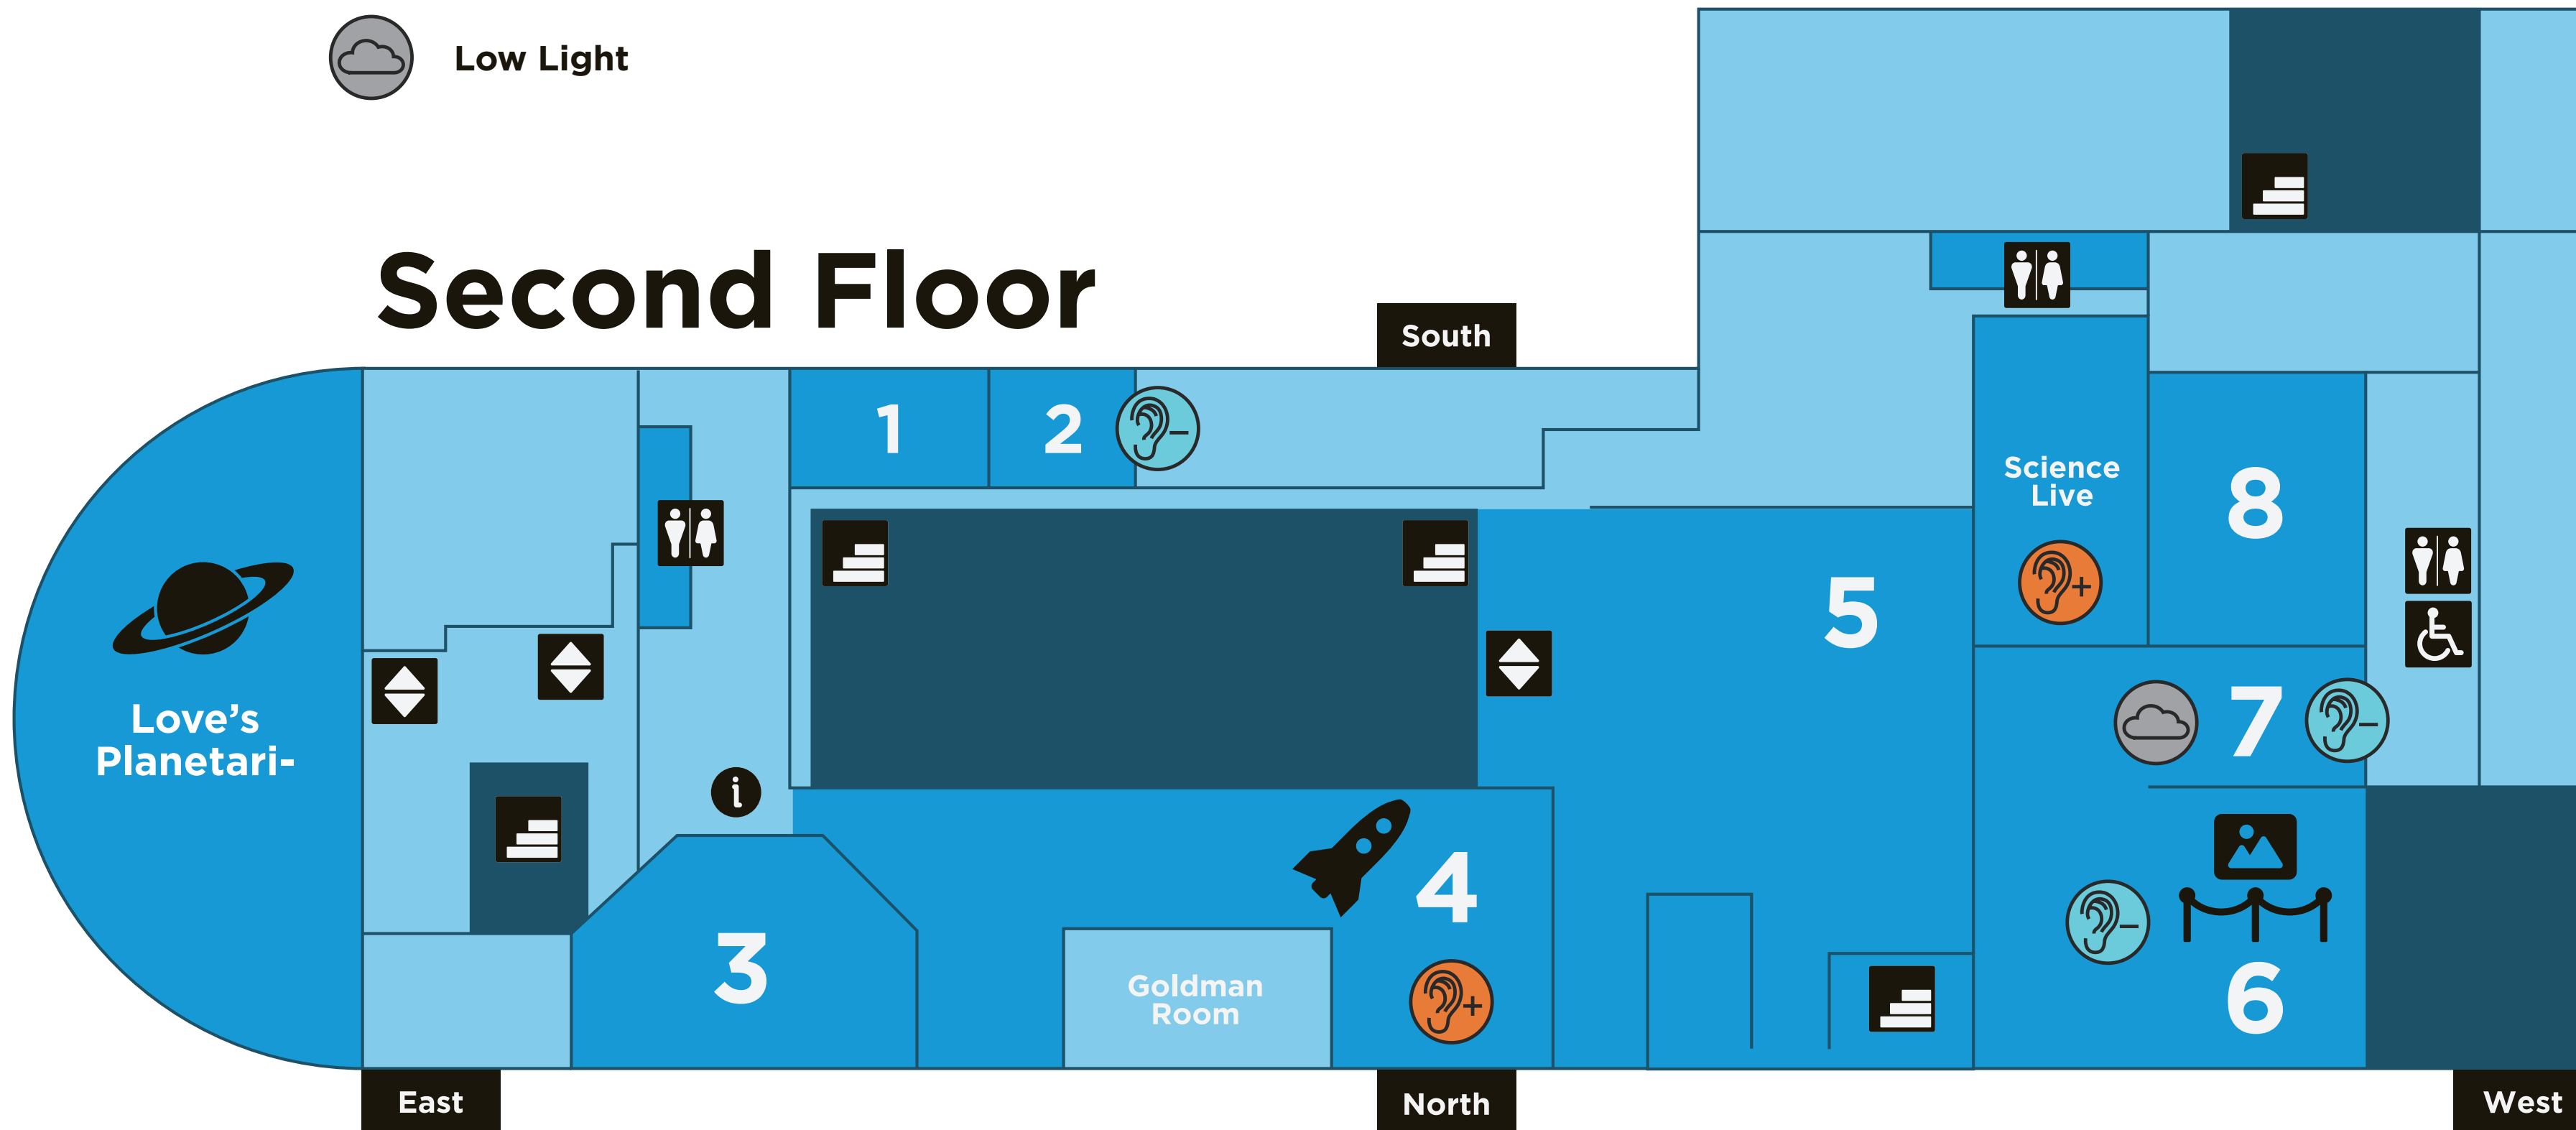 Low Light
Second Floor
South
1
2
Science
Live
8
5
Love's
Planetari-
7
i
4
3
Goldman
Room
6
East
North
West